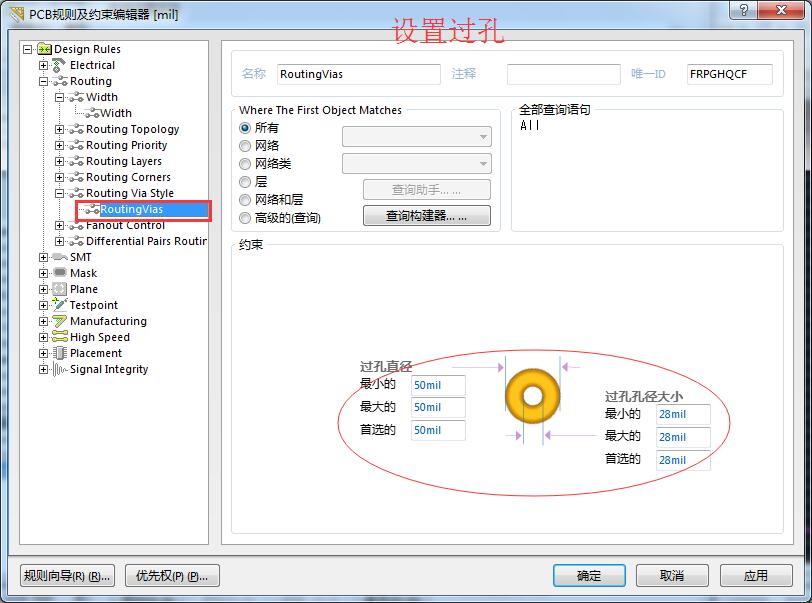 PCB规则及约束编辑器 [mil]
设置过孔
Design Rules
Electrical
Routing
Width
Width
Routing Topology
Routing Priority
Routing Layers
Routing Corners
Routing Via Style
RoutingVias
Fanout Control
Differential Pairs Routin
SMT
Mask
Plane
Testpoint
Manufacturing
High Speed
Placement
Signal Integrity
名称 RoutingVias 注释 唯一ID FRPGHQCF
Where The First Object Matches
所有
网络
网络类
层
网络和层
高级的(查询)
查询助手... ...
查询构建器... ...
全部查询语句
All
约束
过孔直径
最小的 50mil
最大的 50mil
首选的 50mil
过孔孔径大小
最小的 28mil
最大的 28mil
首选的 28mil
规则向导(R) (R)... 优先权(P) (P)... 确定 取消 应用